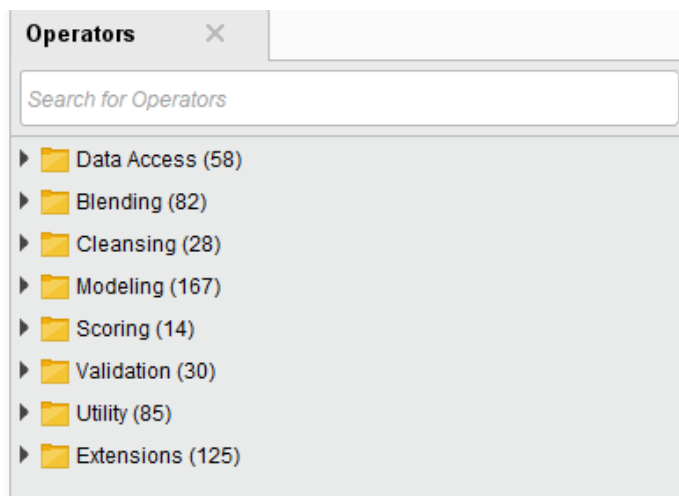 Operators
Search for Operators
Data Access (58)
Blending (82)
Cleansing (28)
Modeling (167)
Scoring (14)
Validation (30)
Utility (85)
Extensions (125)